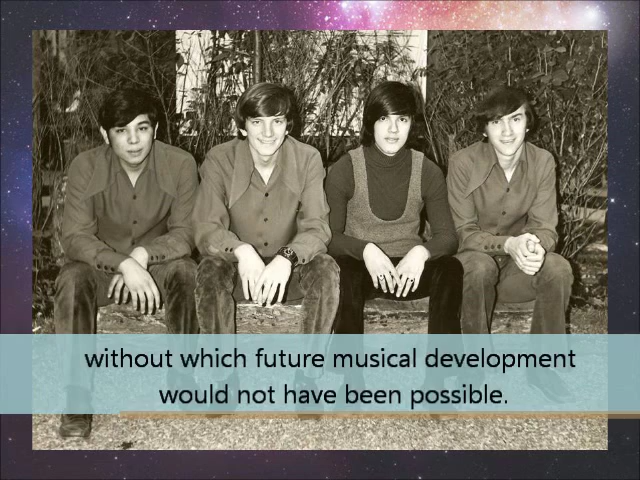 without which future musical development
would not have been possible.